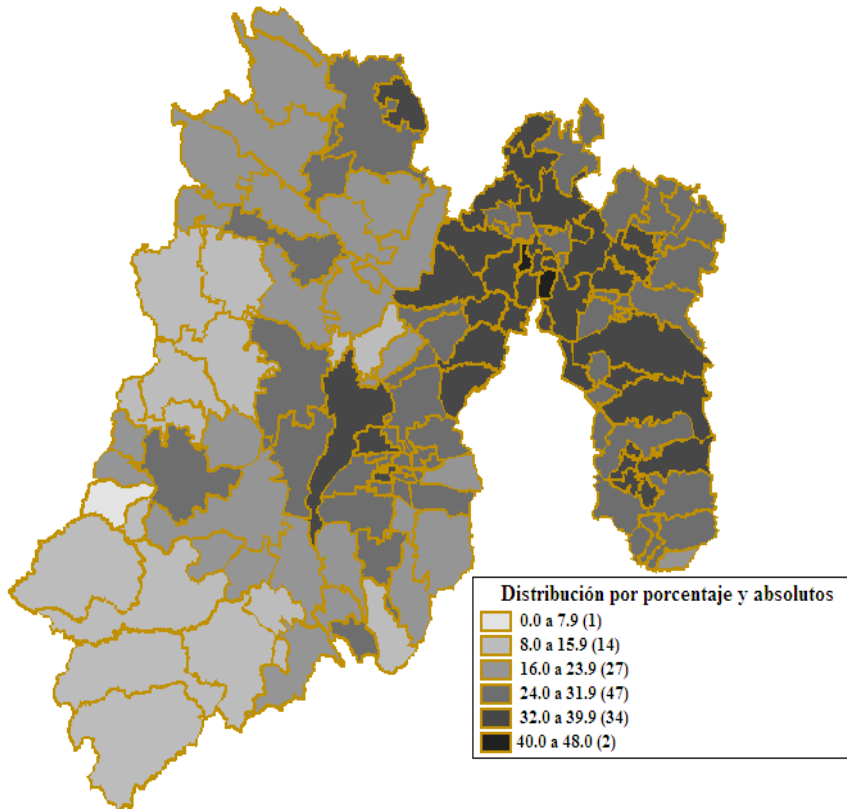 Distribución por porcentaje y absolutos
0.0 a 7.9 (1)
8.0 a 15.9 (14)
16.0 a 23.9 (27)
24.0 a 31.9 (47)
32.0 a 39.9 (34)
40.0 a 48.0 (2)